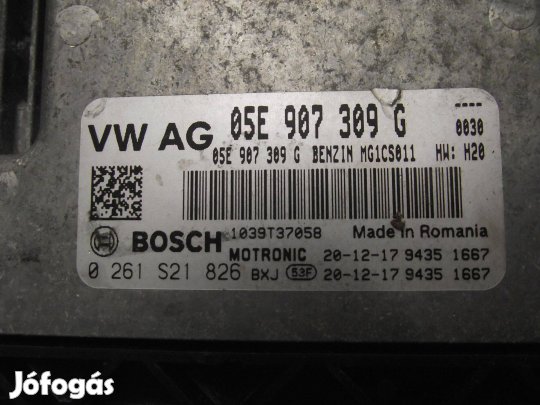 VW AG 05E 907 309 G ----
0030
05E 907 309 G BENZIN MG1CS011 HW: H20
1039T37058 Made in Romania
BOSCH MOTRONIC 20-12-17 9435 1667
0 261 S21 826 BXJ 53F 20-12-17 9435 1667
Jófogás